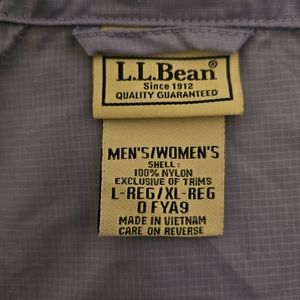 L.L.Bean®
Since 1912
QUALITY GUARANTEED
MEN'S/WOMEN'S
SHELL:
100% NYLON
EXCLUSIVE OF TRIMS
L-REG/XL-REG
0 FYA9
MADE IN VIETNAM
CARE ON REVERSE